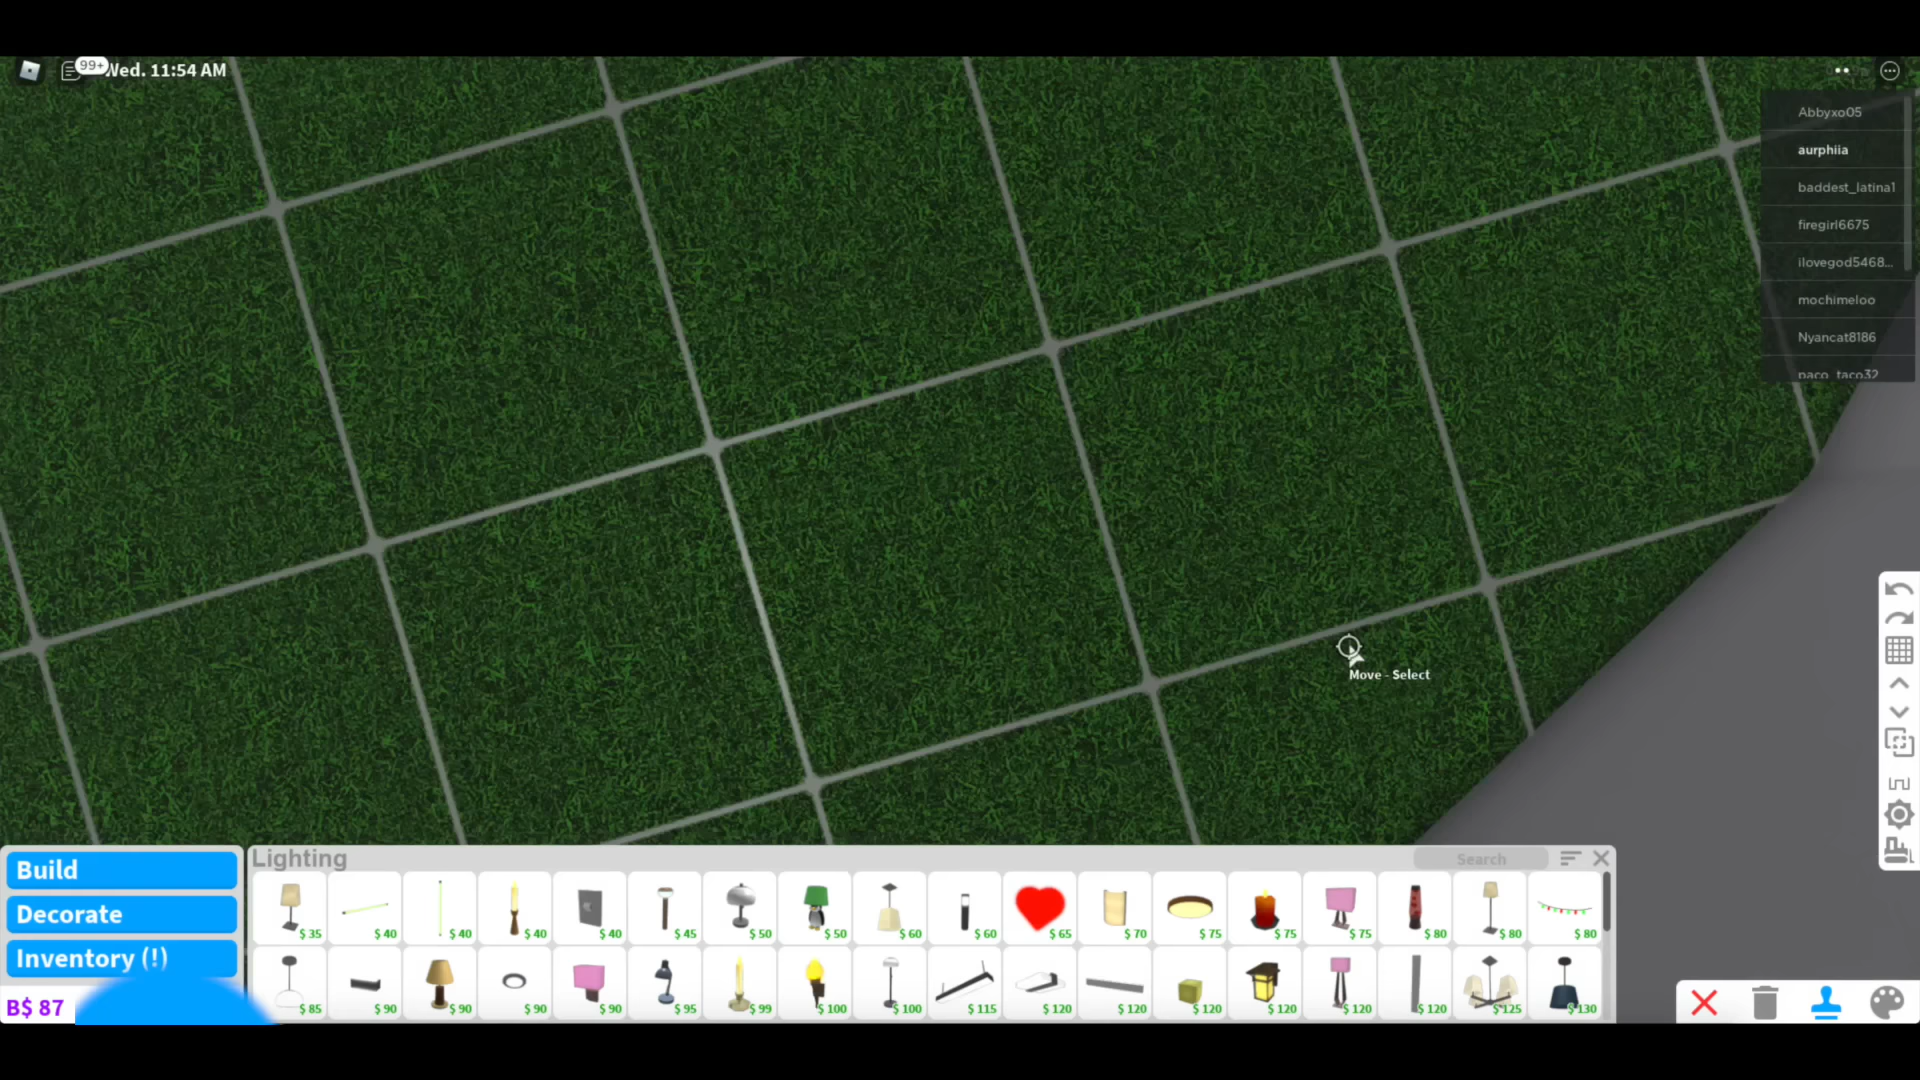 99+
Wed. 11:54 AM
Abbyxo05
aurphiia
baddest_latina1
firegirl6675
ilovegod5468...
mochimeloo
Nyancat8186
paco_taco32
Move - Select
Build
Decorate
Inventory (!)
B$ 87
Lighting
Search
$ 35 $ 40 $ 40 $ 40 $ 40 $ 45 $ 50 $ 50 $ 60 $ 60 $ 65 $ 70 $ 75 $ 75 $ 75 $ 80 $ 80 $ 80
$ 85 $ 90 $ 90 $ 90 $ 90 $ 95 $ 99 $ 100 $ 100 $ 115 $ 120 $ 120 $ 120 $ 120 $ 120 $ 120 $ 125 $ 130